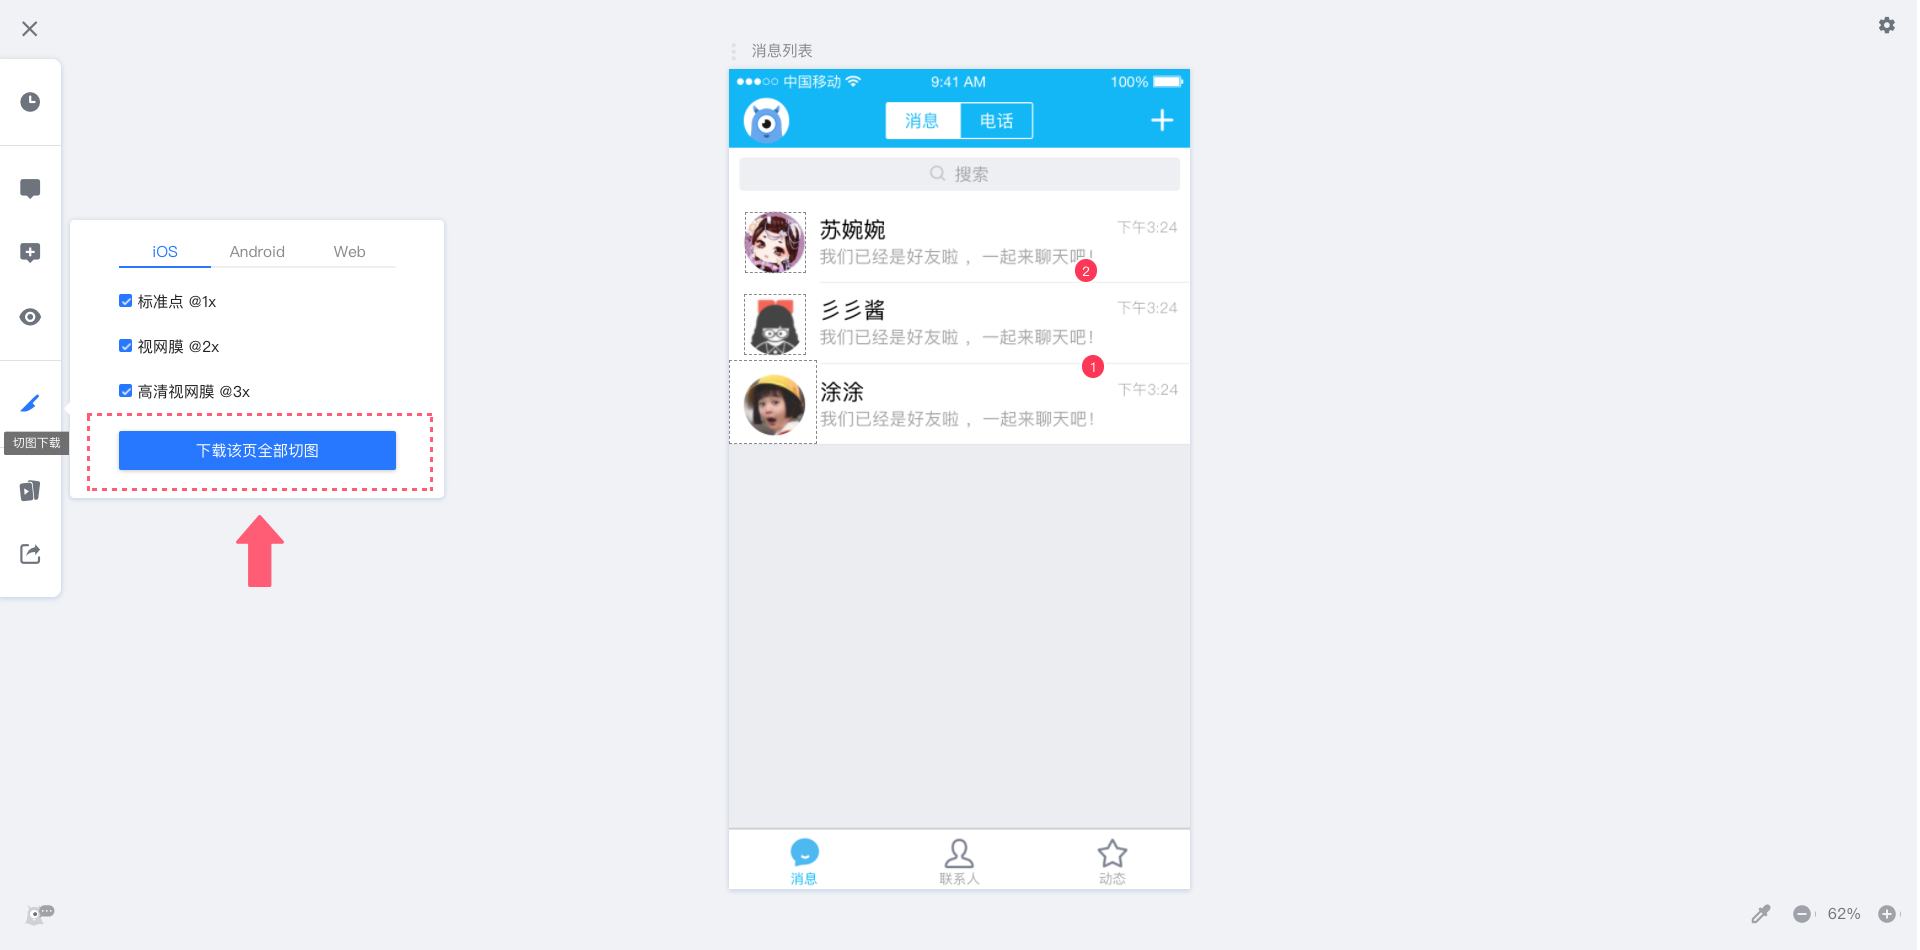 消息列表
中国移动
9:41 AM
100%
消息
电话
搜索
苏婉婉
下午3:24
我们已经是好友啦，一起来聊天吧！
2
彡彡酱
下午3:24
我们已经是好友啦，一起来聊天吧！
1
涂涂
下午3:24
我们已经是好友啦，一起来聊天吧！
消息
联系人
动态
iOS
Android
Web
标准点 @1x
视网膜 @2x
高清视网膜 @3x
下载该页全部切图
切图下载
62%